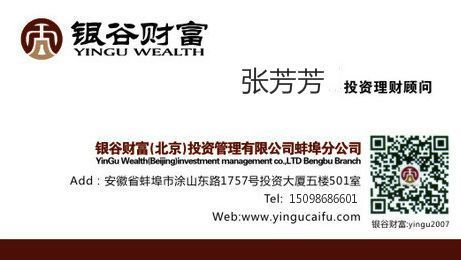 银谷财富
YINGU WEALTH
张芳芳 投资理财顾问
银谷财富(北京)投资管理有限公司蚌埠分公司
YinGu Wealth(Beijing)investment management co.,LTD Bengbu Branch
Add：安徽省蚌埠市涂山东路1757号投资大厦五楼501室
Tel: 15098686601
Web:www.yingucaifu.com
银谷财富:yingu2007